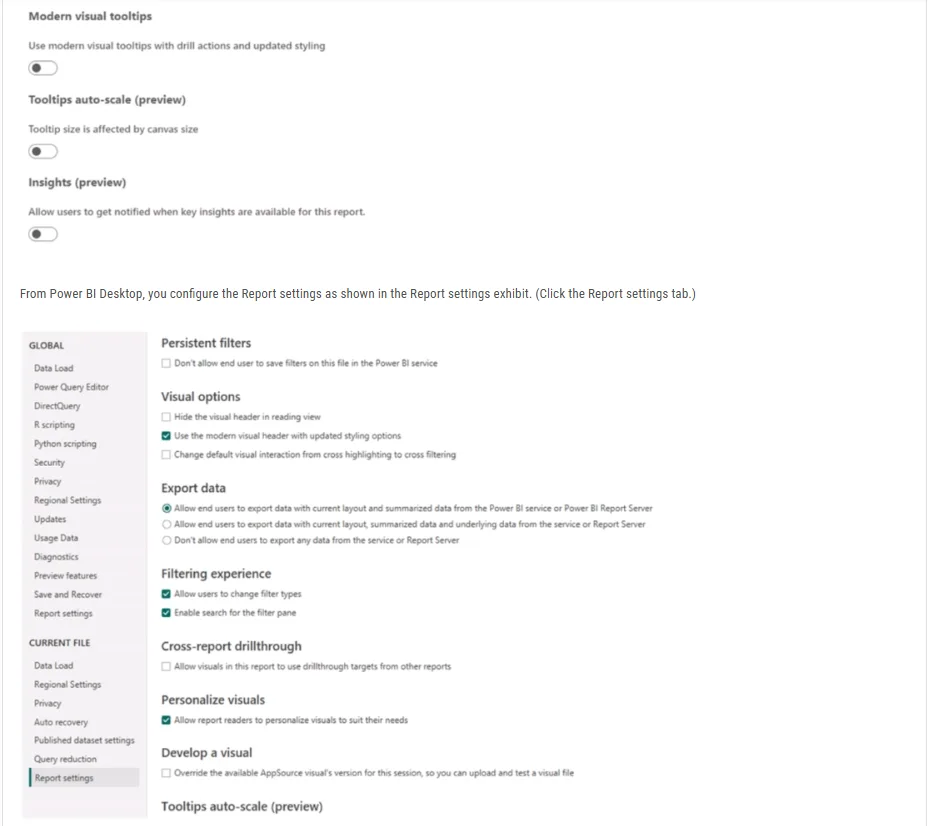 Modern visual tooltips
Use modern visual tooltips with drill actions and updated styling
Tooltips auto-scale (preview)
Tooltip size is affected by canvas size
Insights (preview)
Allow users to get notified when key insights are available for this report.
From Power BI Desktop, you configure the Report settings as shown in the Report settings exhibit. (Click the Report settings tab.)
GLOBAL
Data Load
Power Query Editor
DirectQuery
R scripting
Python scripting
Security
Privacy
Regional Settings
Updates
Usage Data
Diagnostics
Preview features
Save and Recover
Report settings
CURRENT FILE
Data Load
Regional Settings
Privacy
Auto recovery
Published dataset settings
Query reduction
Report settings
Persistent filters
Don't allow end user to save filters on this file in the Power BI service
Visual options
Hide the visual header in reading view
Use the modern visual header with updated styling options
Change default visual interaction from cross highlighting to cross filtering
Export data
Allow end users to export data with current layout and summarized data from the Power BI service or Power BI Report Server
Allow end users to export data with current layout, summarized data and underlying data from the service or Report Server
Don't allow end users to export any data from the service or Report Server
Filtering experience
Allow users to change filter types
Enable search for the filter pane
Cross-report drillthrough
Allow visuals in this report to use drillthrough targets from other reports
Personalize visuals
Allow report readers to personalize visuals to suit their needs
Develop a visual
Override the available AppSource visual's version for this session, so you can upload and test a visual file
Tooltips auto-scale (preview)